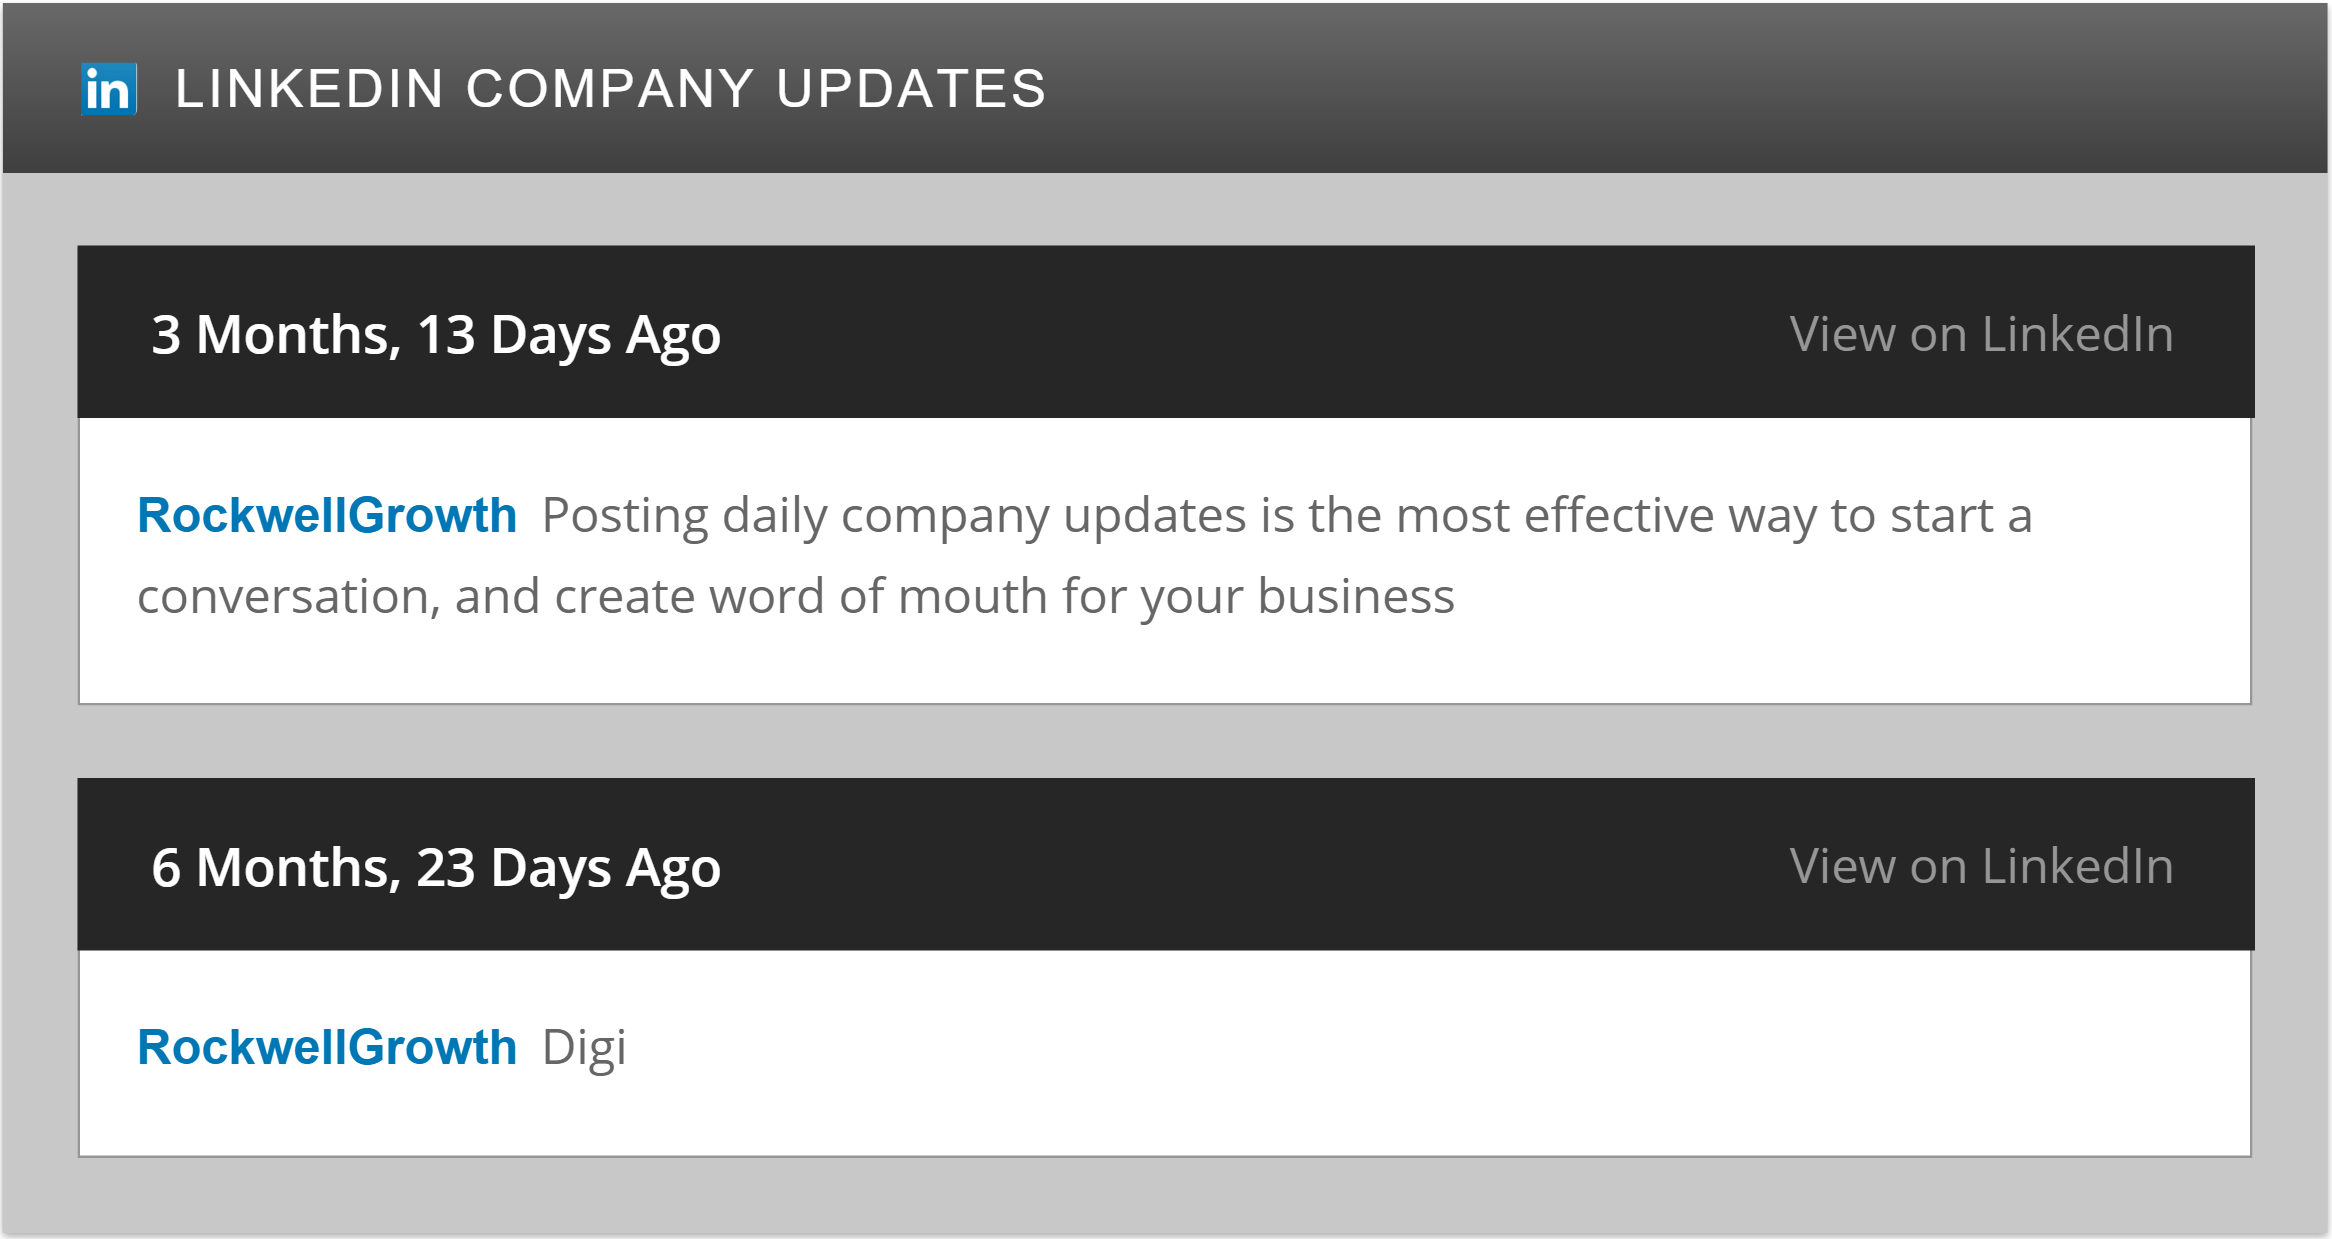 in LINKEDIN COMPANY UPDATES
3 Months, 13 Days Ago View on LinkedIn
RockwellGrowth Posting daily company updates is the most effective way to start a
conversation, and create word of mouth for your business
6 Months, 23 Days Ago View on LinkedIn
RockwellGrowth Digi